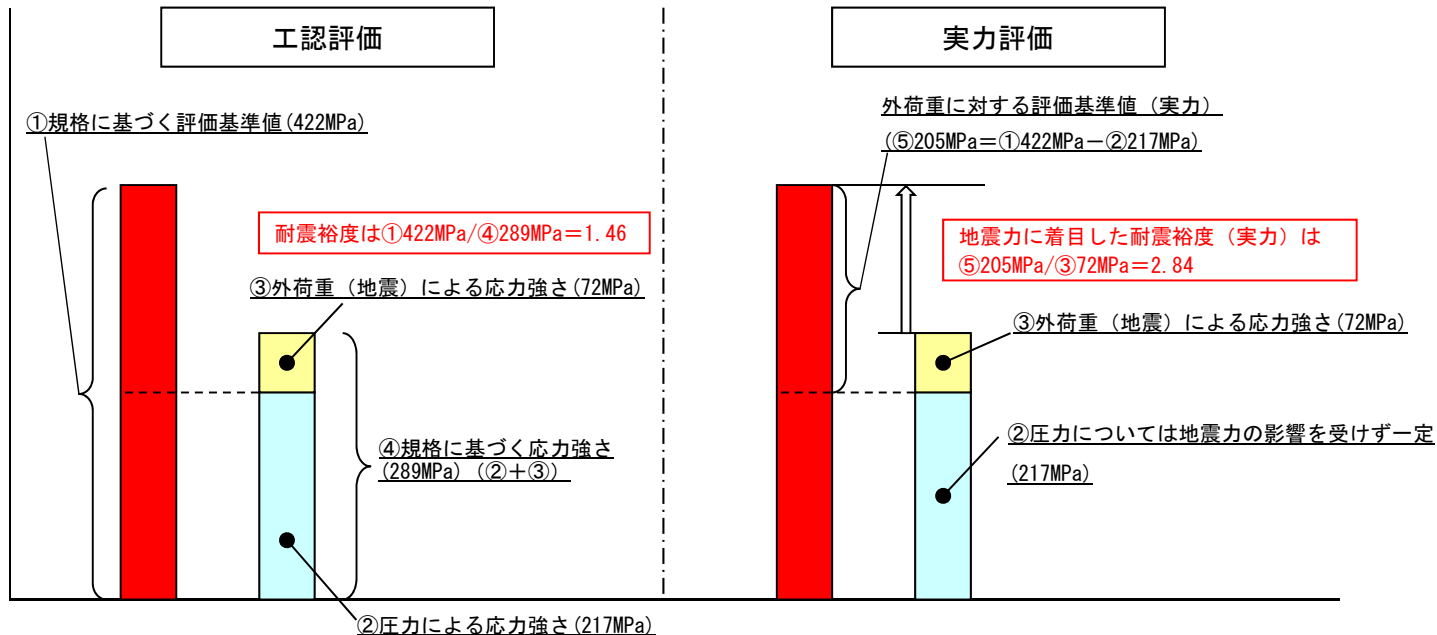 工認評価
①規格に基づく評価基準値(422MPa)
耐震裕度は①422MPa/④289MPa＝1.46
③外荷重（地震）による応力強さ(72MPa)
④規格に基づく応力強さ
(289MPa)（②＋③）
②圧力による応力強さ(217MPa)
実力評価
外荷重に対する評価基準値（実力）
(⑤205MPa＝①422MPa－②217MPa)
地震力に着目した耐震裕度（実力）は
⑤205MPa/③72MPa＝2.84
③外荷重（地震）による応力強さ(72MPa)
②圧力については地震力の影響を受けず一定
(217MPa)